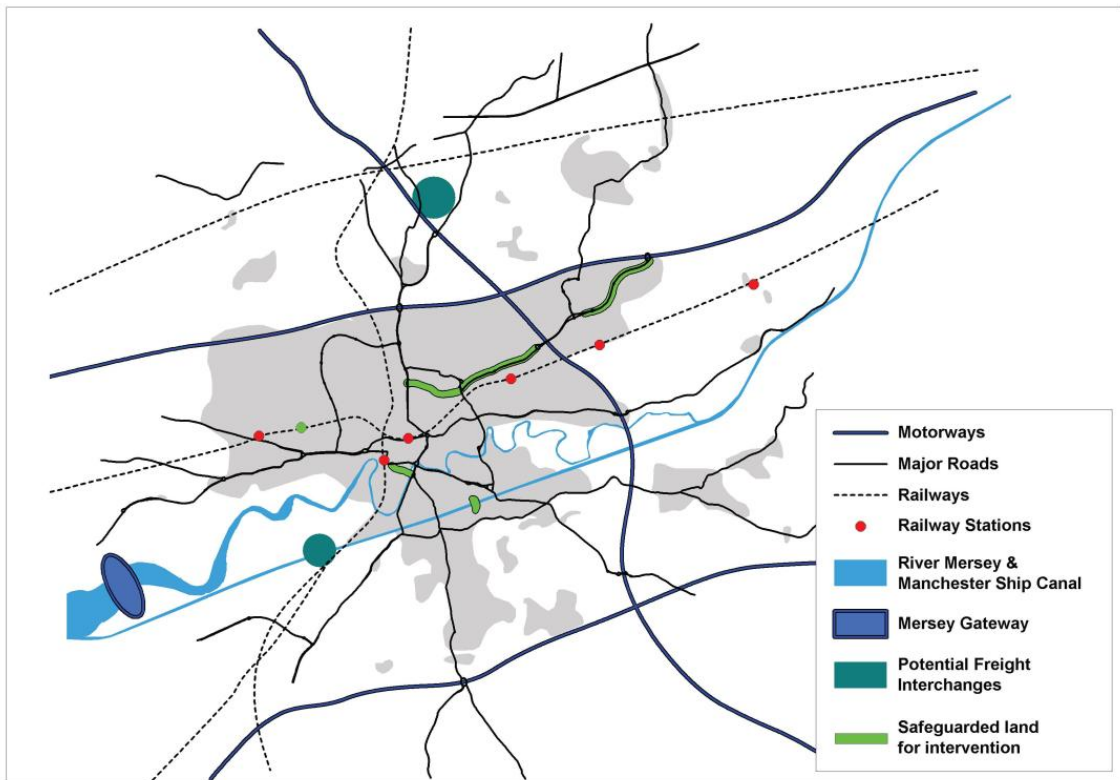 Motorways
Major Roads
Railways
Railway Stations
River Mersey &
Manchester Ship Canal
Mersey Gateway
Potential Freight
Interchanges
Safeguarded land
for intervention